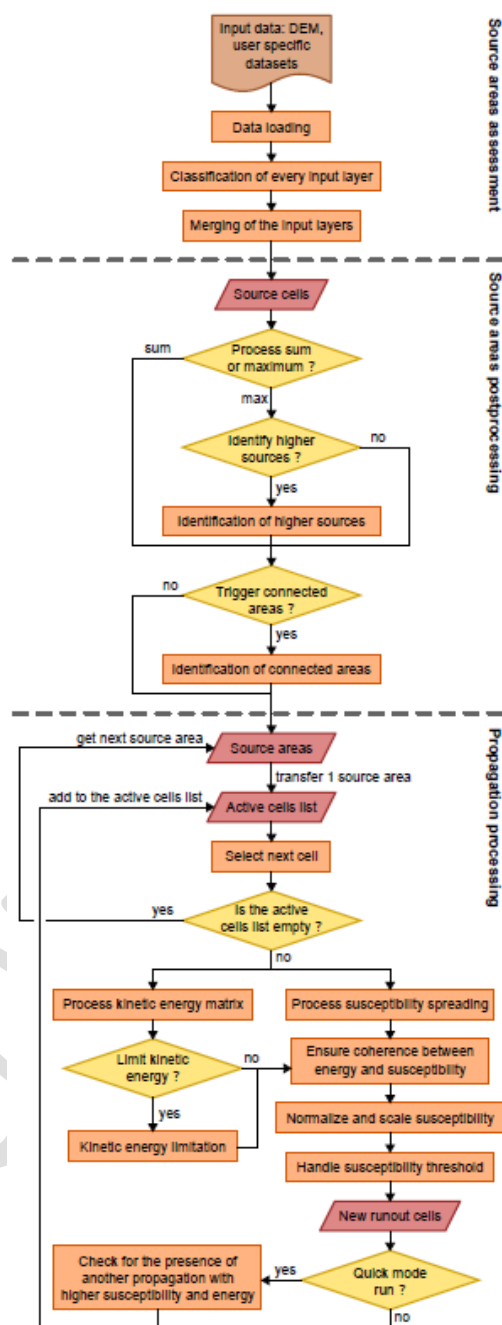 Input data: DEM,
user specific
datasets
Data loading
Classification of every input layer
Merging of the input layers
Source areas assessment
Source cells
sum
Process sum
or maximum ?
max
Identify higher
sources ?
no
yes
Identification of higher sources
no
Trigger connected
areas ?
yes
Identification of connected areas
Source areas postprocessing
get next source area
Source areas
transfer 1 source area
add to the active cells list
Active cells list
Select next cell
yes
Is the active
cells list empty ?
no
Process kinetic energy matrix
Process susceptibility spreading
Limit kinetic
energy ?
no
Ensure coherence between
energy and susceptibility
yes
Kinetic energy limitation
Normalize and scale susceptibility
Handle susceptibility threshold
New runout cells
Check for the presence of
another propagation with
higher susceptibility and energy
yes
Quick mode
run ?
no
Propagation processing